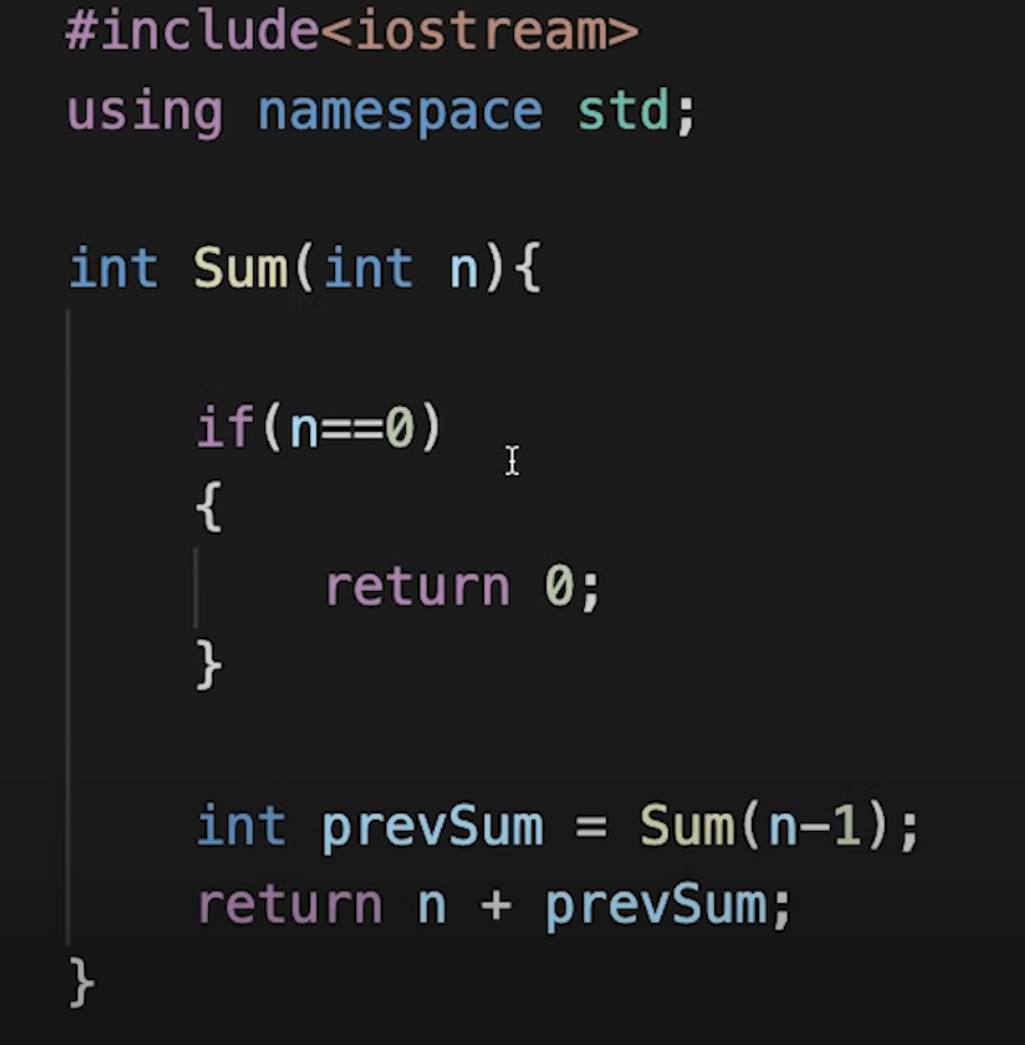 #include<iostream>
using namespace std;
int Sum(int n){
if(n==0)
{
return 0;
}
int prevSum = Sum(n-1);
return n + prevSum;
}